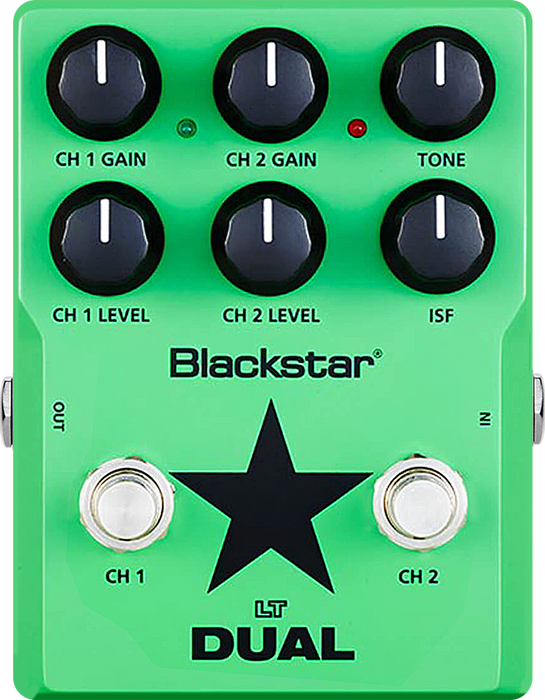 CH 1 GAIN CH 2 GAIN TONE
CH 1 LEVEL CH 2 LEVEL ISF
Blackstar®
OUT IN
CH 1 CH 2
LT
DUAL